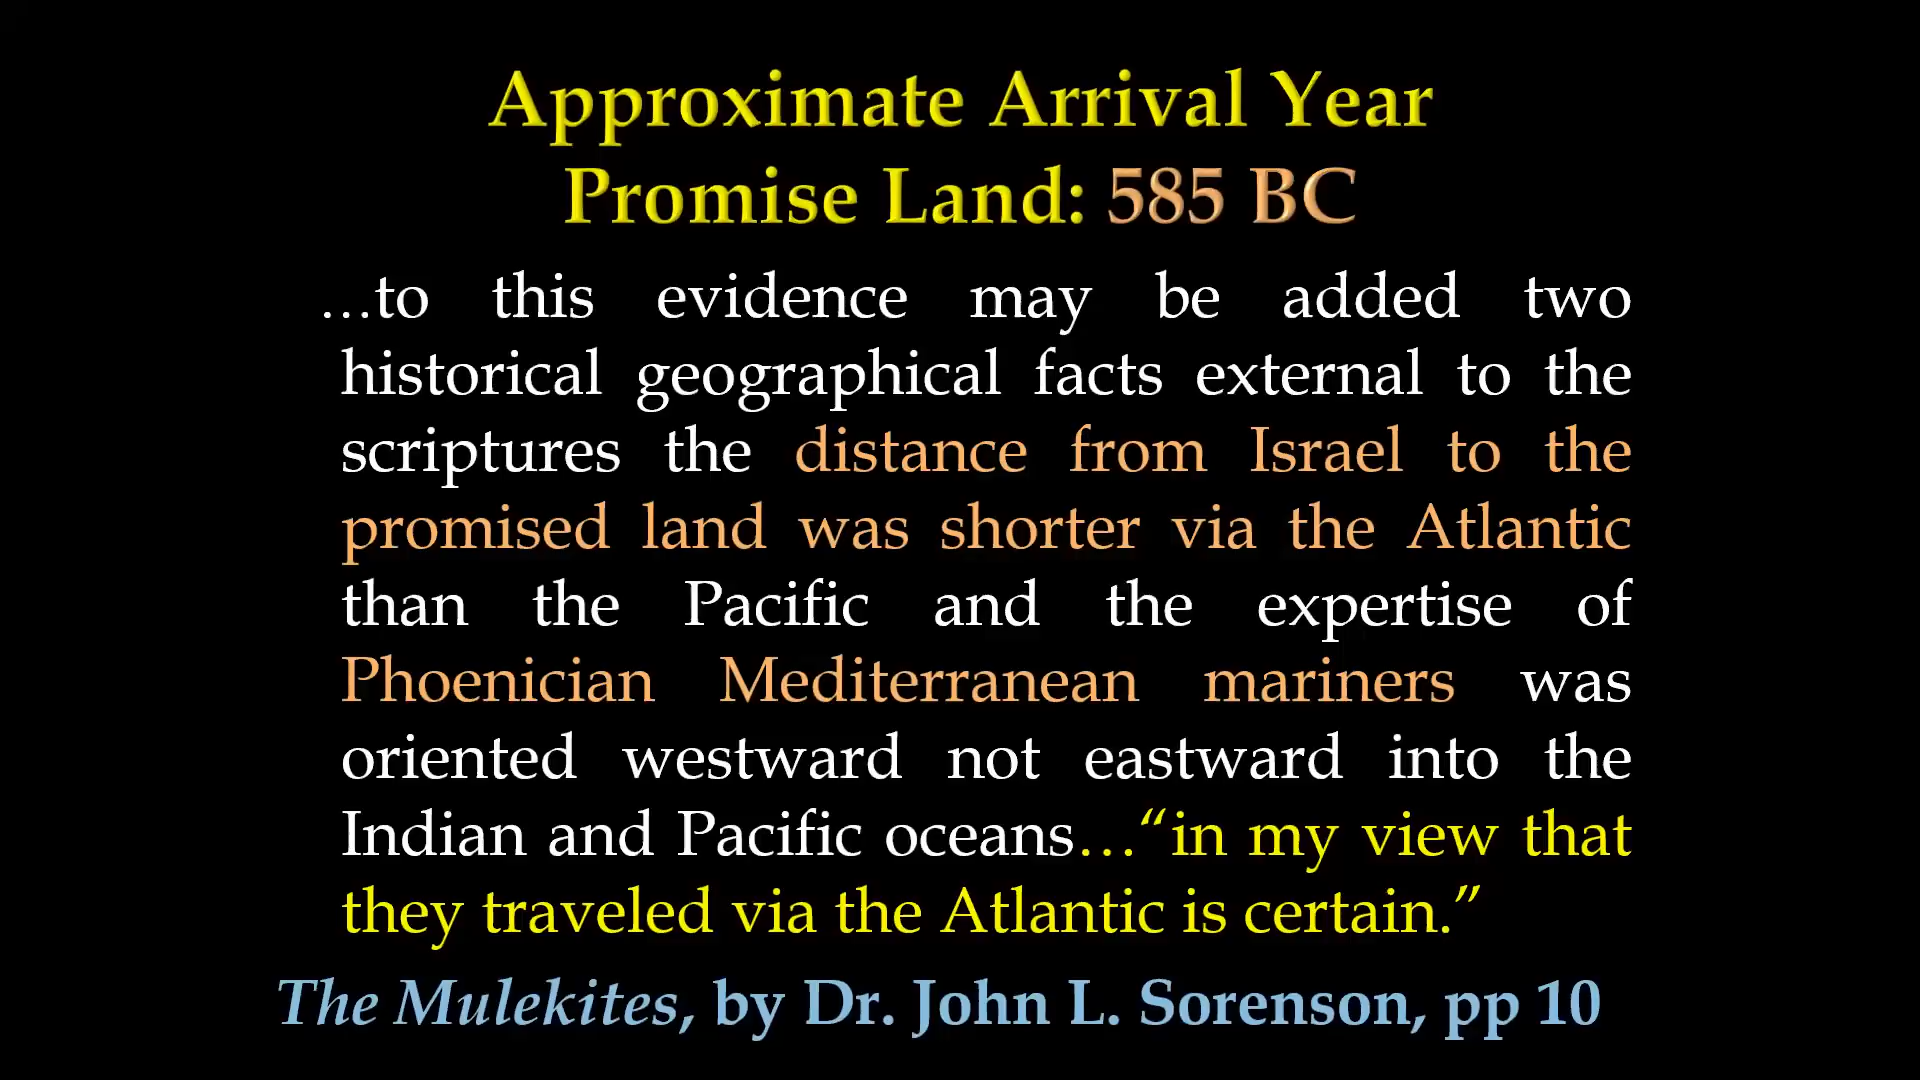 Approximate Arrival Year
Promise Land: 585 BC
…to this evidence may be added two
historical geographical facts external to the
scriptures the distance from Israel to the
promised land was shorter via the Atlantic
than the Pacific and the expertise of
Phoenician Mediterranean mariners was
oriented westward not eastward into the
Indian and Pacific oceans…“in my view that
they traveled via the Atlantic is certain.”
The Mulekites, by Dr. John L. Sorenson, pp 10